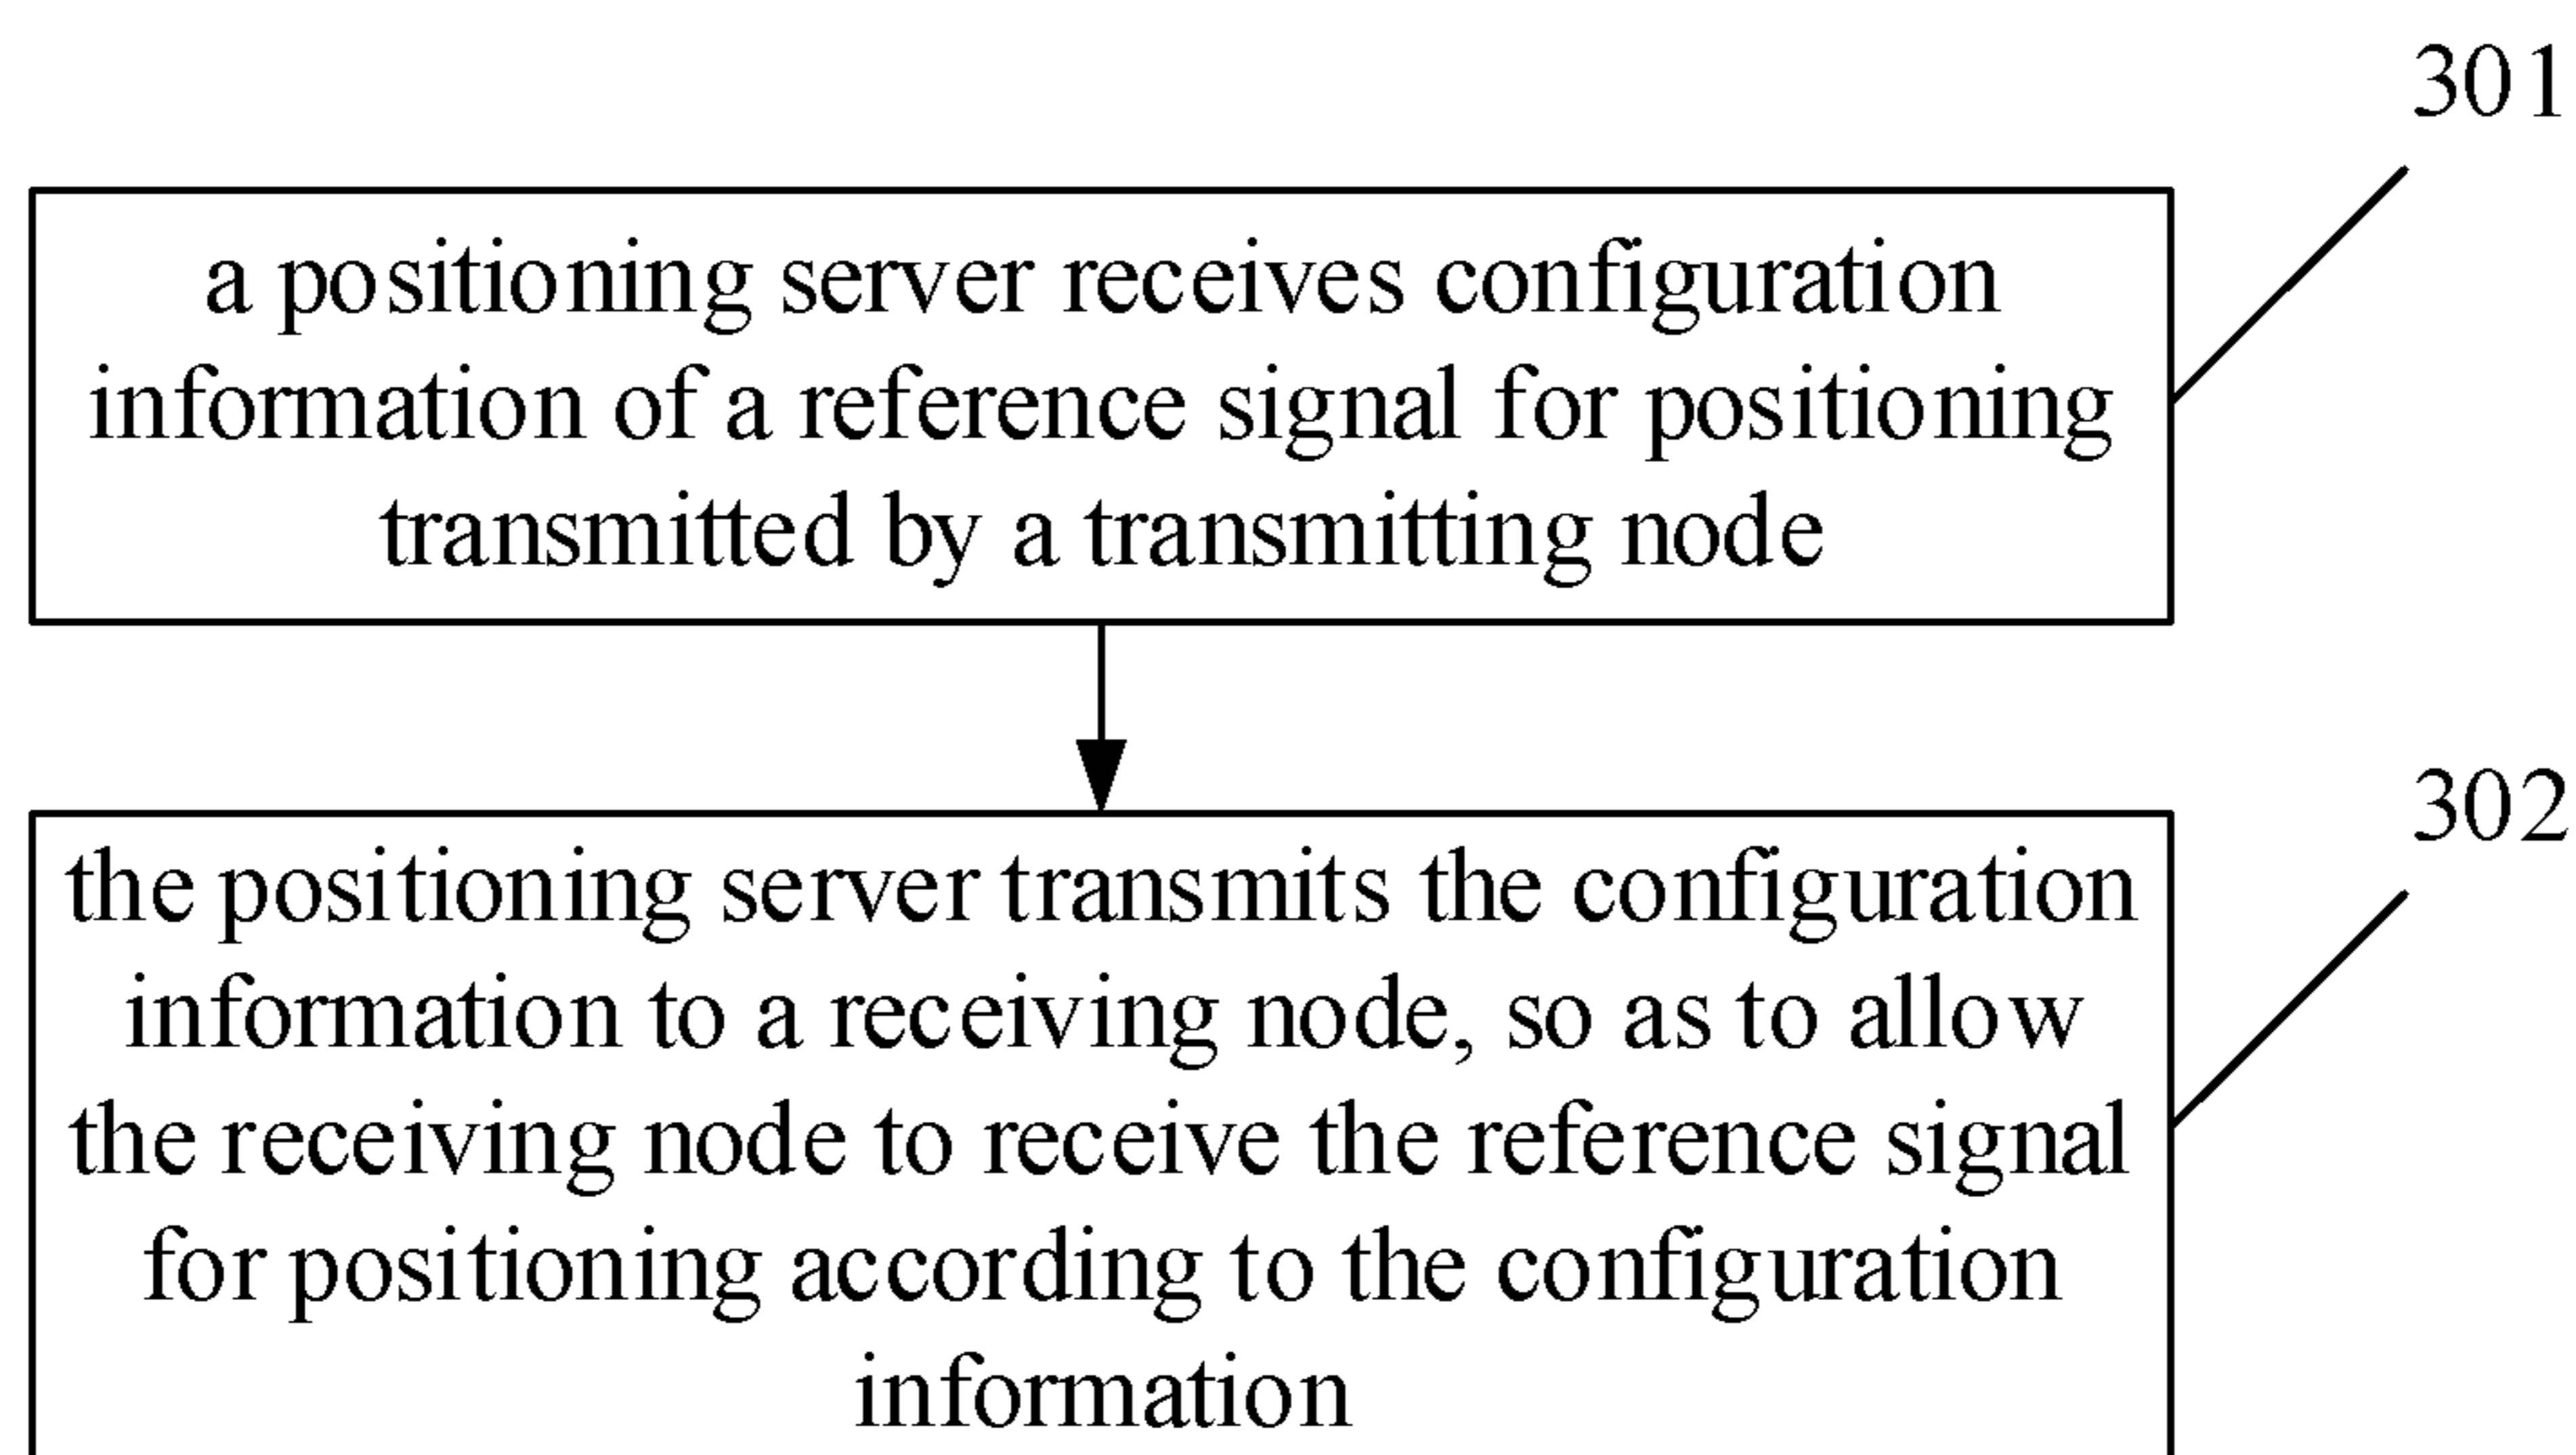 301
a positioning server receives configuration
information of a reference signal for positioning
transmitted by a transmitting node
302
the positioning server transmits the configuration
information to a receiving node, so as to allow
the receiving node to receive the reference signal
for positioning according to the configuration
information